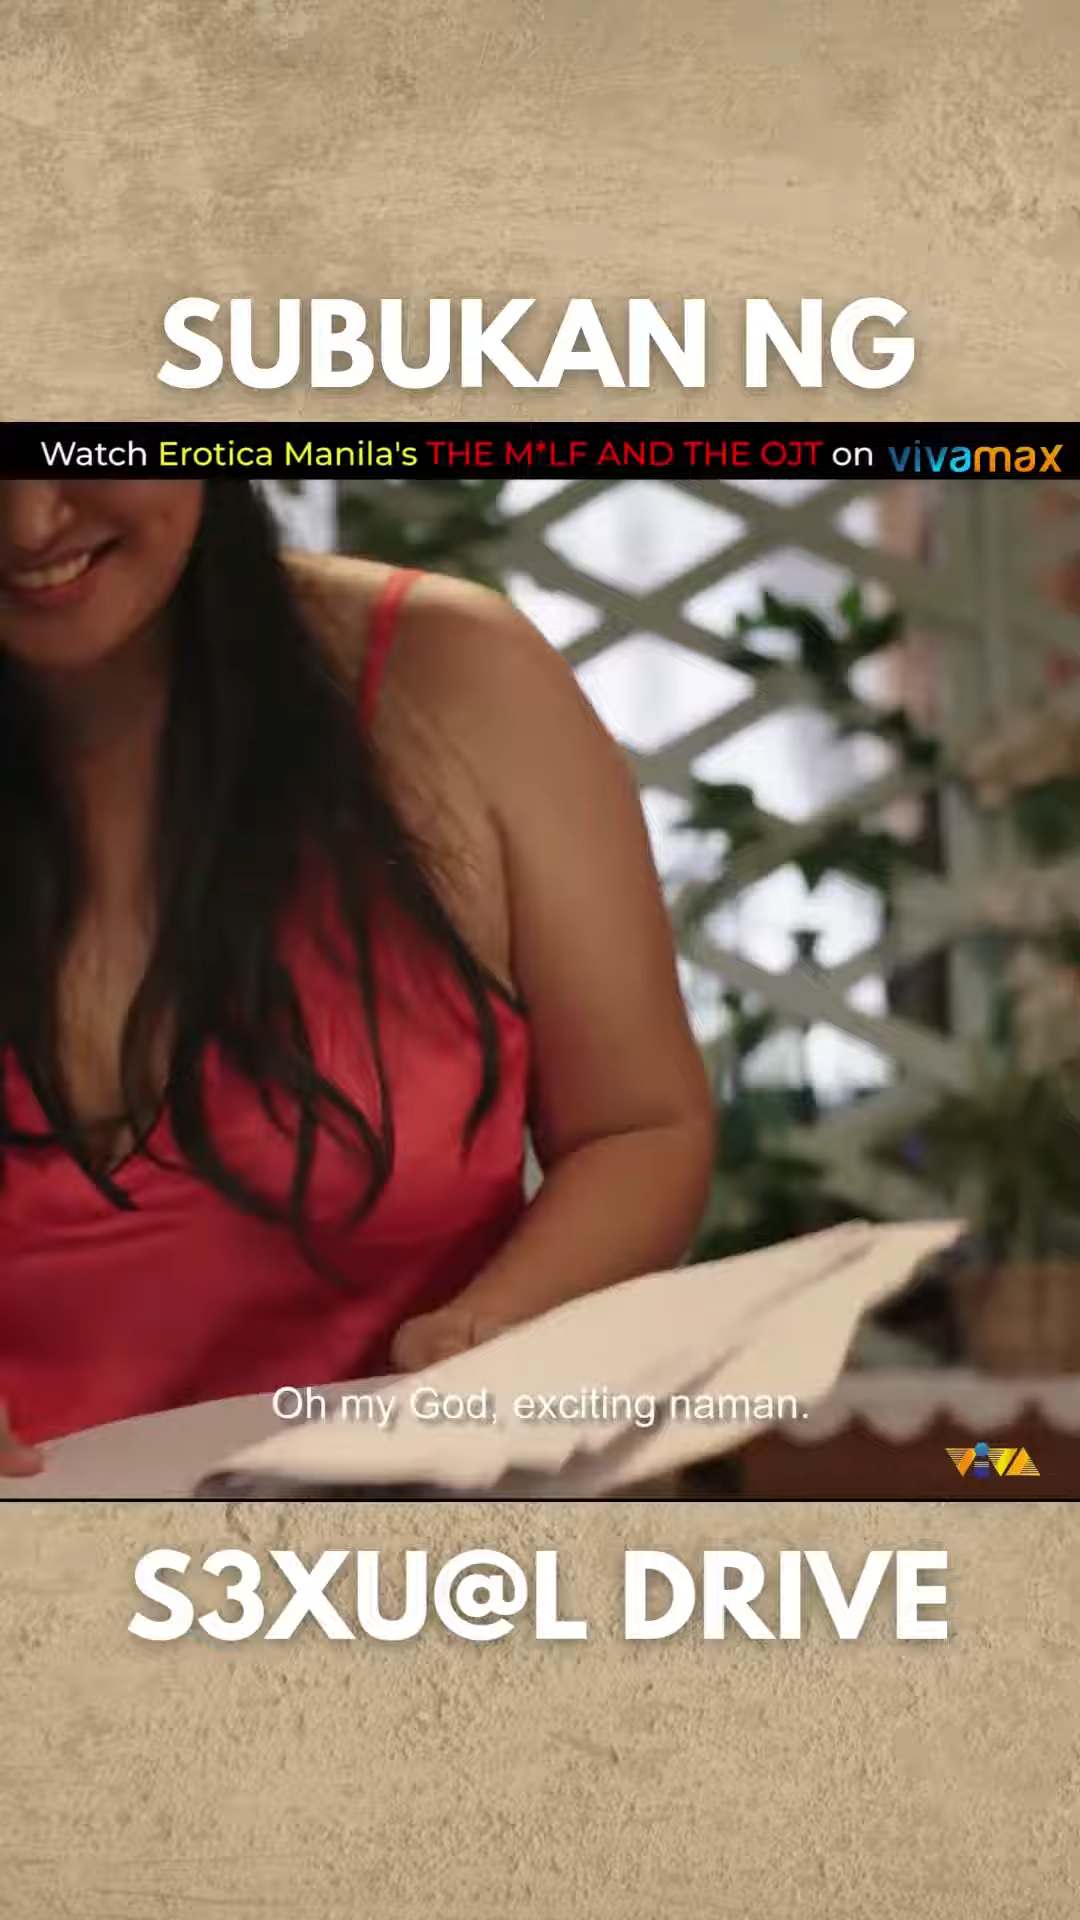 SUBUKAN NG
Watch Erotica Manila's THE M*LF AND THE OJT on vivamax
Oh my God, exciting naman.
VIVA
S3XU@L DRIVE